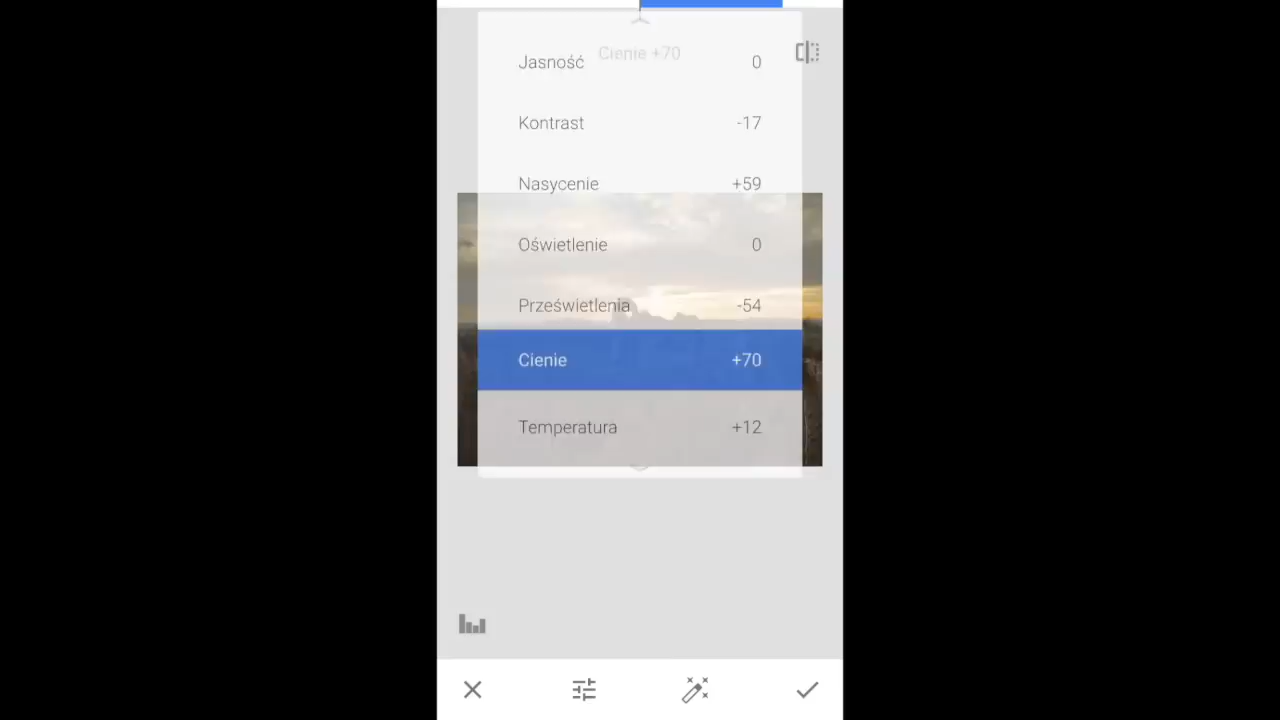 Cienie +70
Jasność 0
Kontrast -17
Nasycenie +59
Oświetlenie 0
Prześwietlenia -54
Cienie +70
Temperatura +12